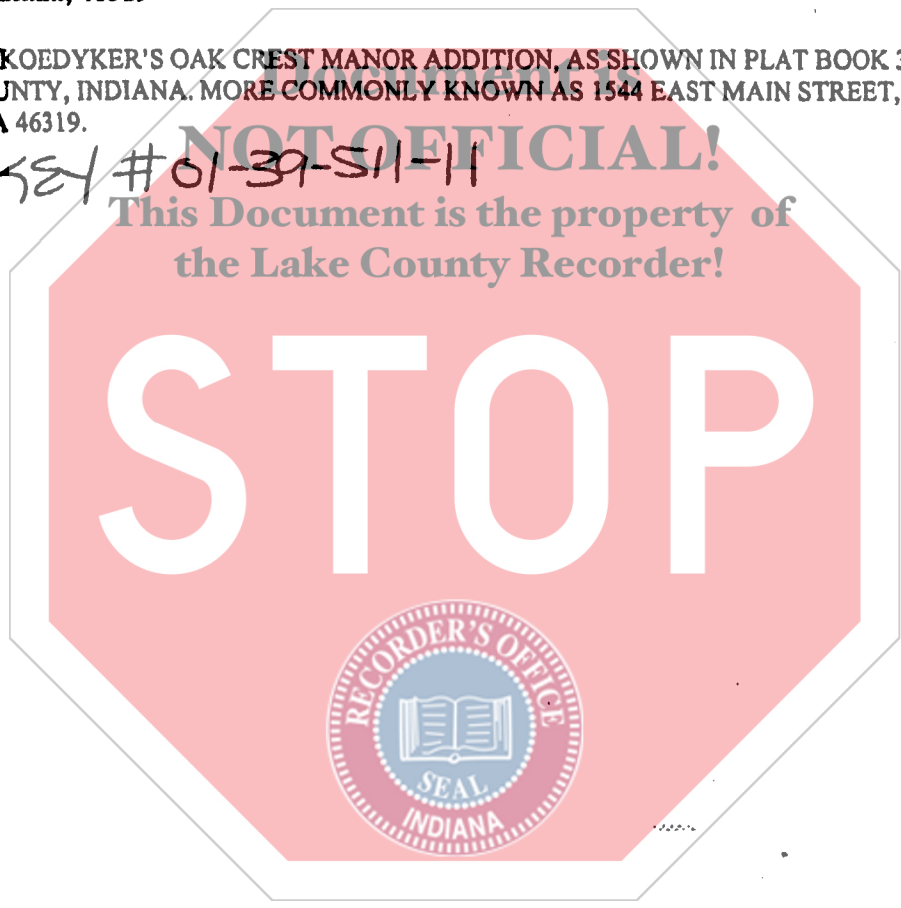 KOEDYKER'S OAK CREST MANOR ADDITION, AS SHOWN IN PLAT BOOK 3
UNTY, INDIANA. MORE COMMONLY KNOWN AS 1544 EAST MAIN STREET,
A 46319.
KEY # 01-39-511-11
Document is
NOT OFFICIAL!
This Document is the property of
the Lake County Recorder!
STOP
RECORDER'S OFFICE
SEAL
INDIANA